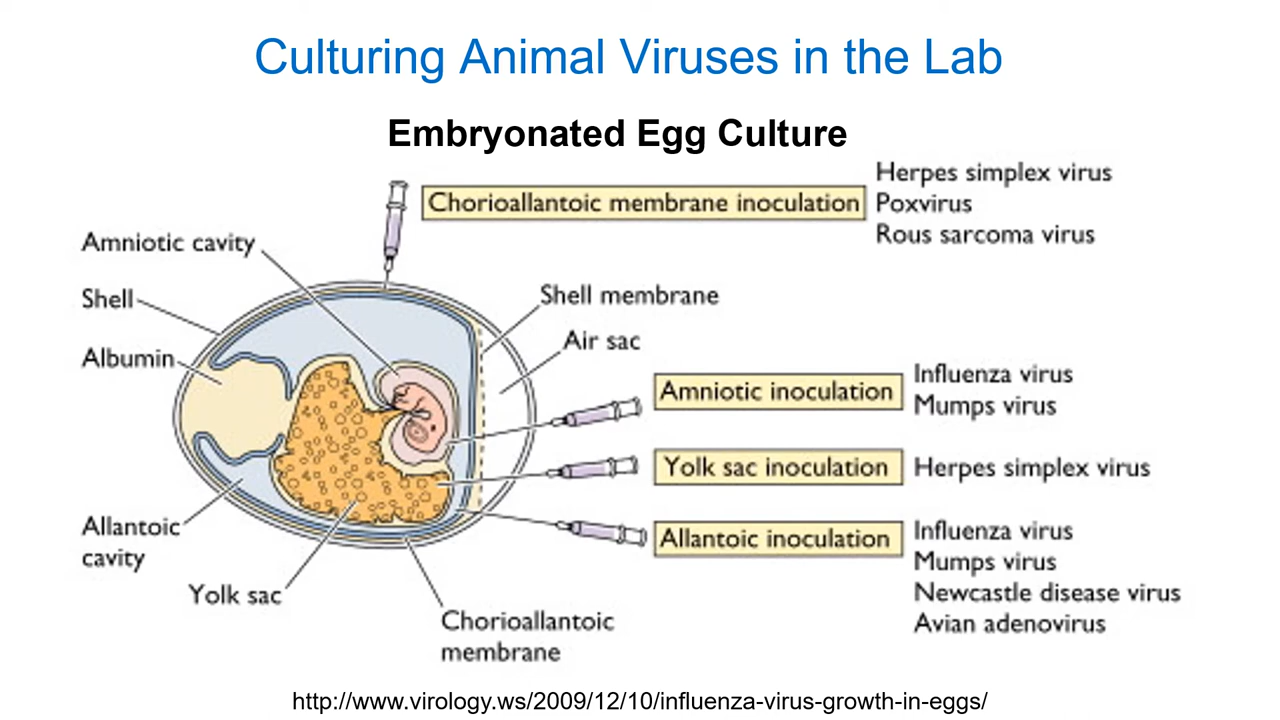 Culturing Animal Viruses in the Lab
Embryonated Egg Culture
Chorioallantoic membrane inoculation
Herpes simplex virus
Poxvirus
Rous sarcoma virus
Amniotic cavity
Shell
Albumin
Shell membrane
Air sac
Amniotic inoculation
Influenza virus
Mumps virus
Yolk sac inoculation
Herpes simplex virus
Allantoic inoculation
Influenza virus
Mumps virus
Newcastle disease virus
Avian adenovirus
Allantoic
cavity
Yolk sac
Chorioallantoic
membrane
http://www.virology.ws/2009/12/10/influenza-virus-growth-in-eggs/